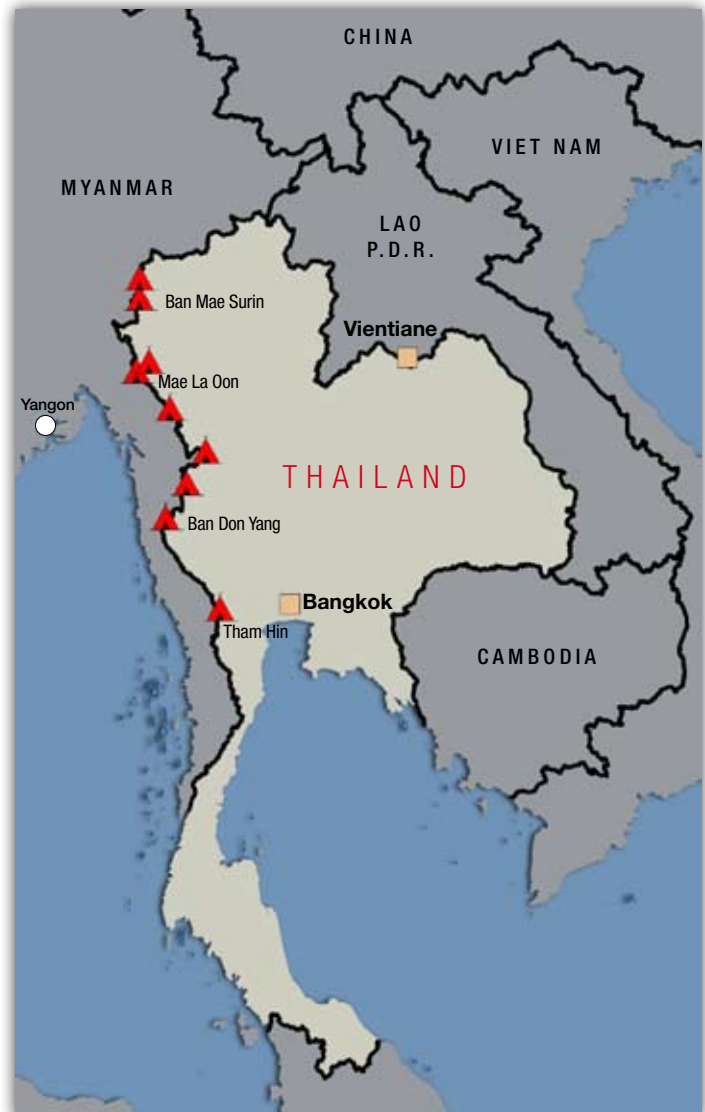 CHINA
VIET NAM
MYANMAR
LAO
P.D.R.
Ban Mae Surin
Vientiane
Mae La Oon
Yangon
THAILAND
Ban Don Yang
Bangkok
Tham Hin
CAMBODIA